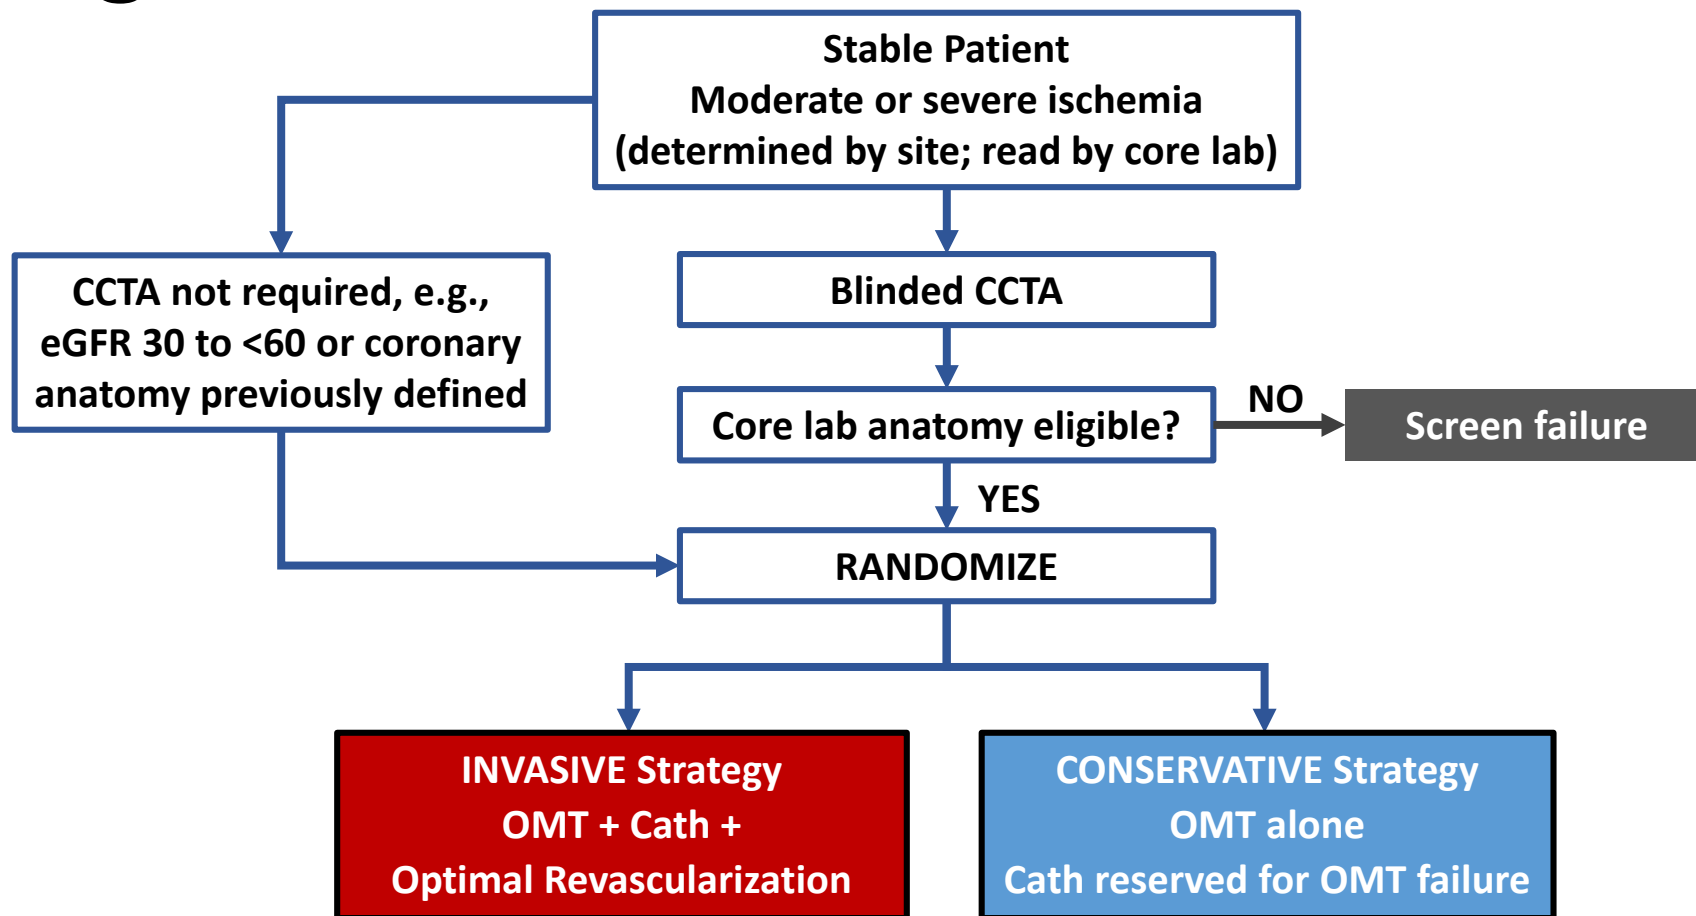 Stable Patient
Moderate or severe ischemia
(determined by site; read by core lab)
CCTA not required, e.g.,
eGFR 30 to <60 or coronary
anatomy previously defined
Blinded CCTA
Core lab anatomy eligible?
NO
Screen failure
YES
RANDOMIZE
INVASIVE Strategy
OMT + Cath +
Optimal Revascularization
CONSERVATIVE Strategy
OMT alone
Cath reserved for OMT failure